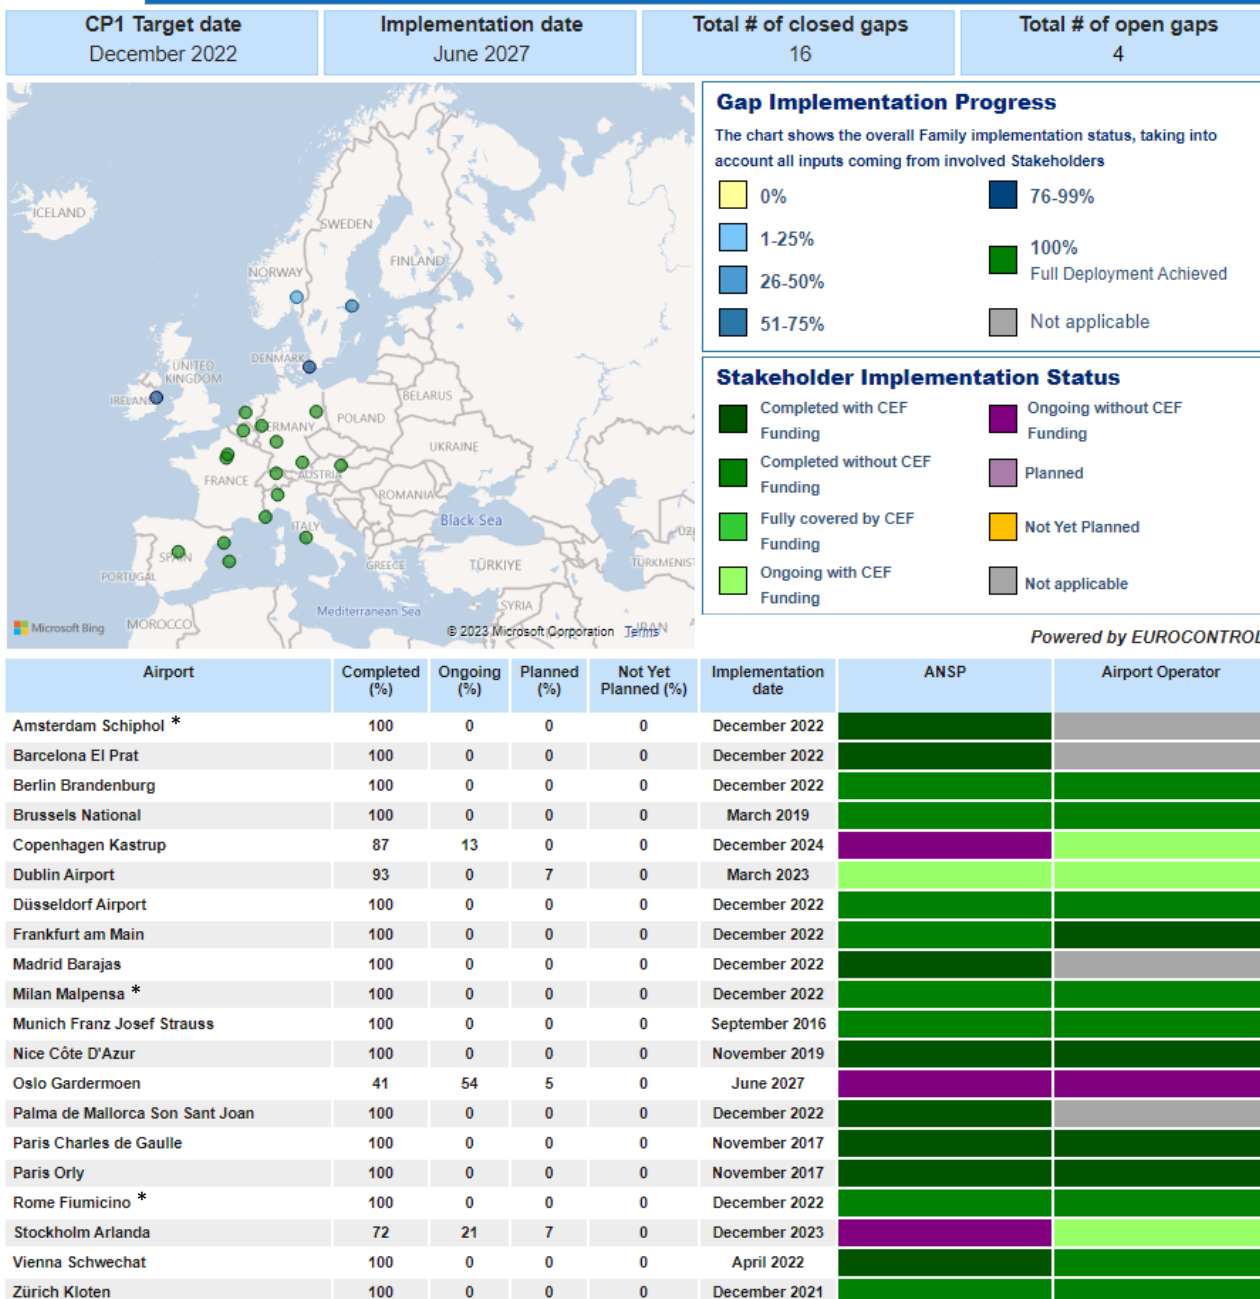 CP1 Target date
December 2022
Implementation date
June 2027
Total # of closed gaps
16
Total # of open gaps
4
ICELAND
SWEDEN
FINLAND
NORWAY
DENMARK
UNITED
KINGDOM
IRELAND
BELARUS
POLAND
GERMANY
UKRAINE
FRANCE
AUSTRIA
ROMANIA
Black Sea
ITALY
SPAIN
PORTUGAL
GREECE
TÜRKIYE
TURKMENIST
SYRIA
Mediterranean Sea
MOROCCO
IRAN
Microsoft Bing
© 2023 Microsoft Corporation Terms
Gap Implementation Progress
The chart shows the overall Family implementation status, taking into
account all inputs coming from involved Stakeholders
0%
1-25%
26-50%
51-75%
76-99%
100%
Full Deployment Achieved
Not applicable
Stakeholder Implementation Status
Completed with CEF
Funding
Completed without CEF
Funding
Fully covered by CEF
Funding
Ongoing with CEF
Funding
Ongoing without CEF
Funding
Planned
Not Yet Planned
Not applicable
Powered by EUROCONTROL
Airport Completed (%) Ongoing (%) Planned (%) Not Yet Planned (%) Implementation date ANSP Airport Operator
Amsterdam Schiphol * 100 0 0 0 December 2022
Barcelona El Prat 100 0 0 0 December 2022
Berlin Brandenburg 100 0 0 0 December 2022
Brussels National 100 0 0 0 March 2019
Copenhagen Kastrup 87 13 0 0 December 2024
Dublin Airport 93 0 7 0 March 2023
Düsseldorf Airport 100 0 0 0 December 2022
Frankfurt am Main 100 0 0 0 December 2022
Madrid Barajas 100 0 0 0 December 2022
Milan Malpensa * 100 0 0 0 December 2022
Munich Franz Josef Strauss 100 0 0 0 September 2016
Nice Côte D'Azur 100 0 0 0 November 2019
Oslo Gardermoen 41 54 5 0 June 2027
Palma de Mallorca Son Sant Joan 100 0 0 0 December 2022
Paris Charles de Gaulle 100 0 0 0 November 2017
Paris Orly 100 0 0 0 November 2017
Rome Fiumicino * 100 0 0 0 December 2022
Stockholm Arlanda 72 21 7 0 December 2023
Vienna Schwechat 100 0 0 0 April 2022
Zürich Kloten 100 0 0 0 December 2021